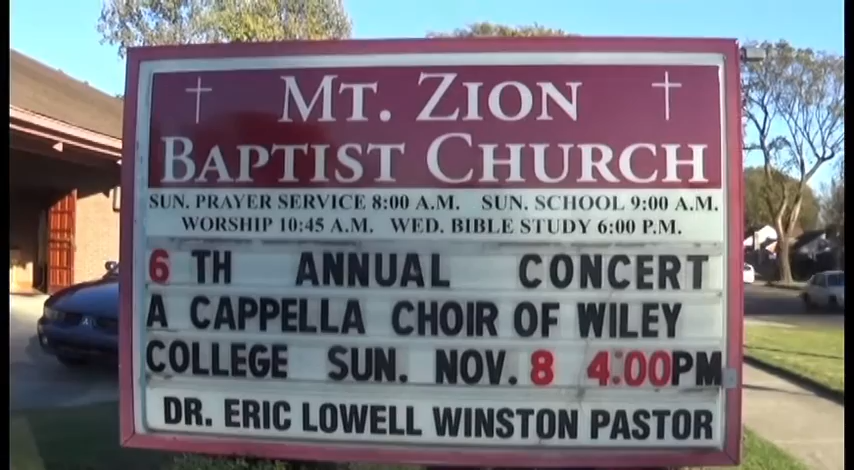 MT. ZION
BAPTIST CHURCH
SUN. PRAYER SERVICE 8:00 A.M. SUN. SCHOOL 9:00 A.M.
WORSHIP 10:45 A.M. WED. BIBLE STUDY 6:00 P.M.
6 TH ANNUAL CONCERT
A CAPPELLA CHOIR OF WILEY
COLLEGE SUN. NOV. 8 4:00PM
DR. ERIC LOWELL WINSTON PASTOR